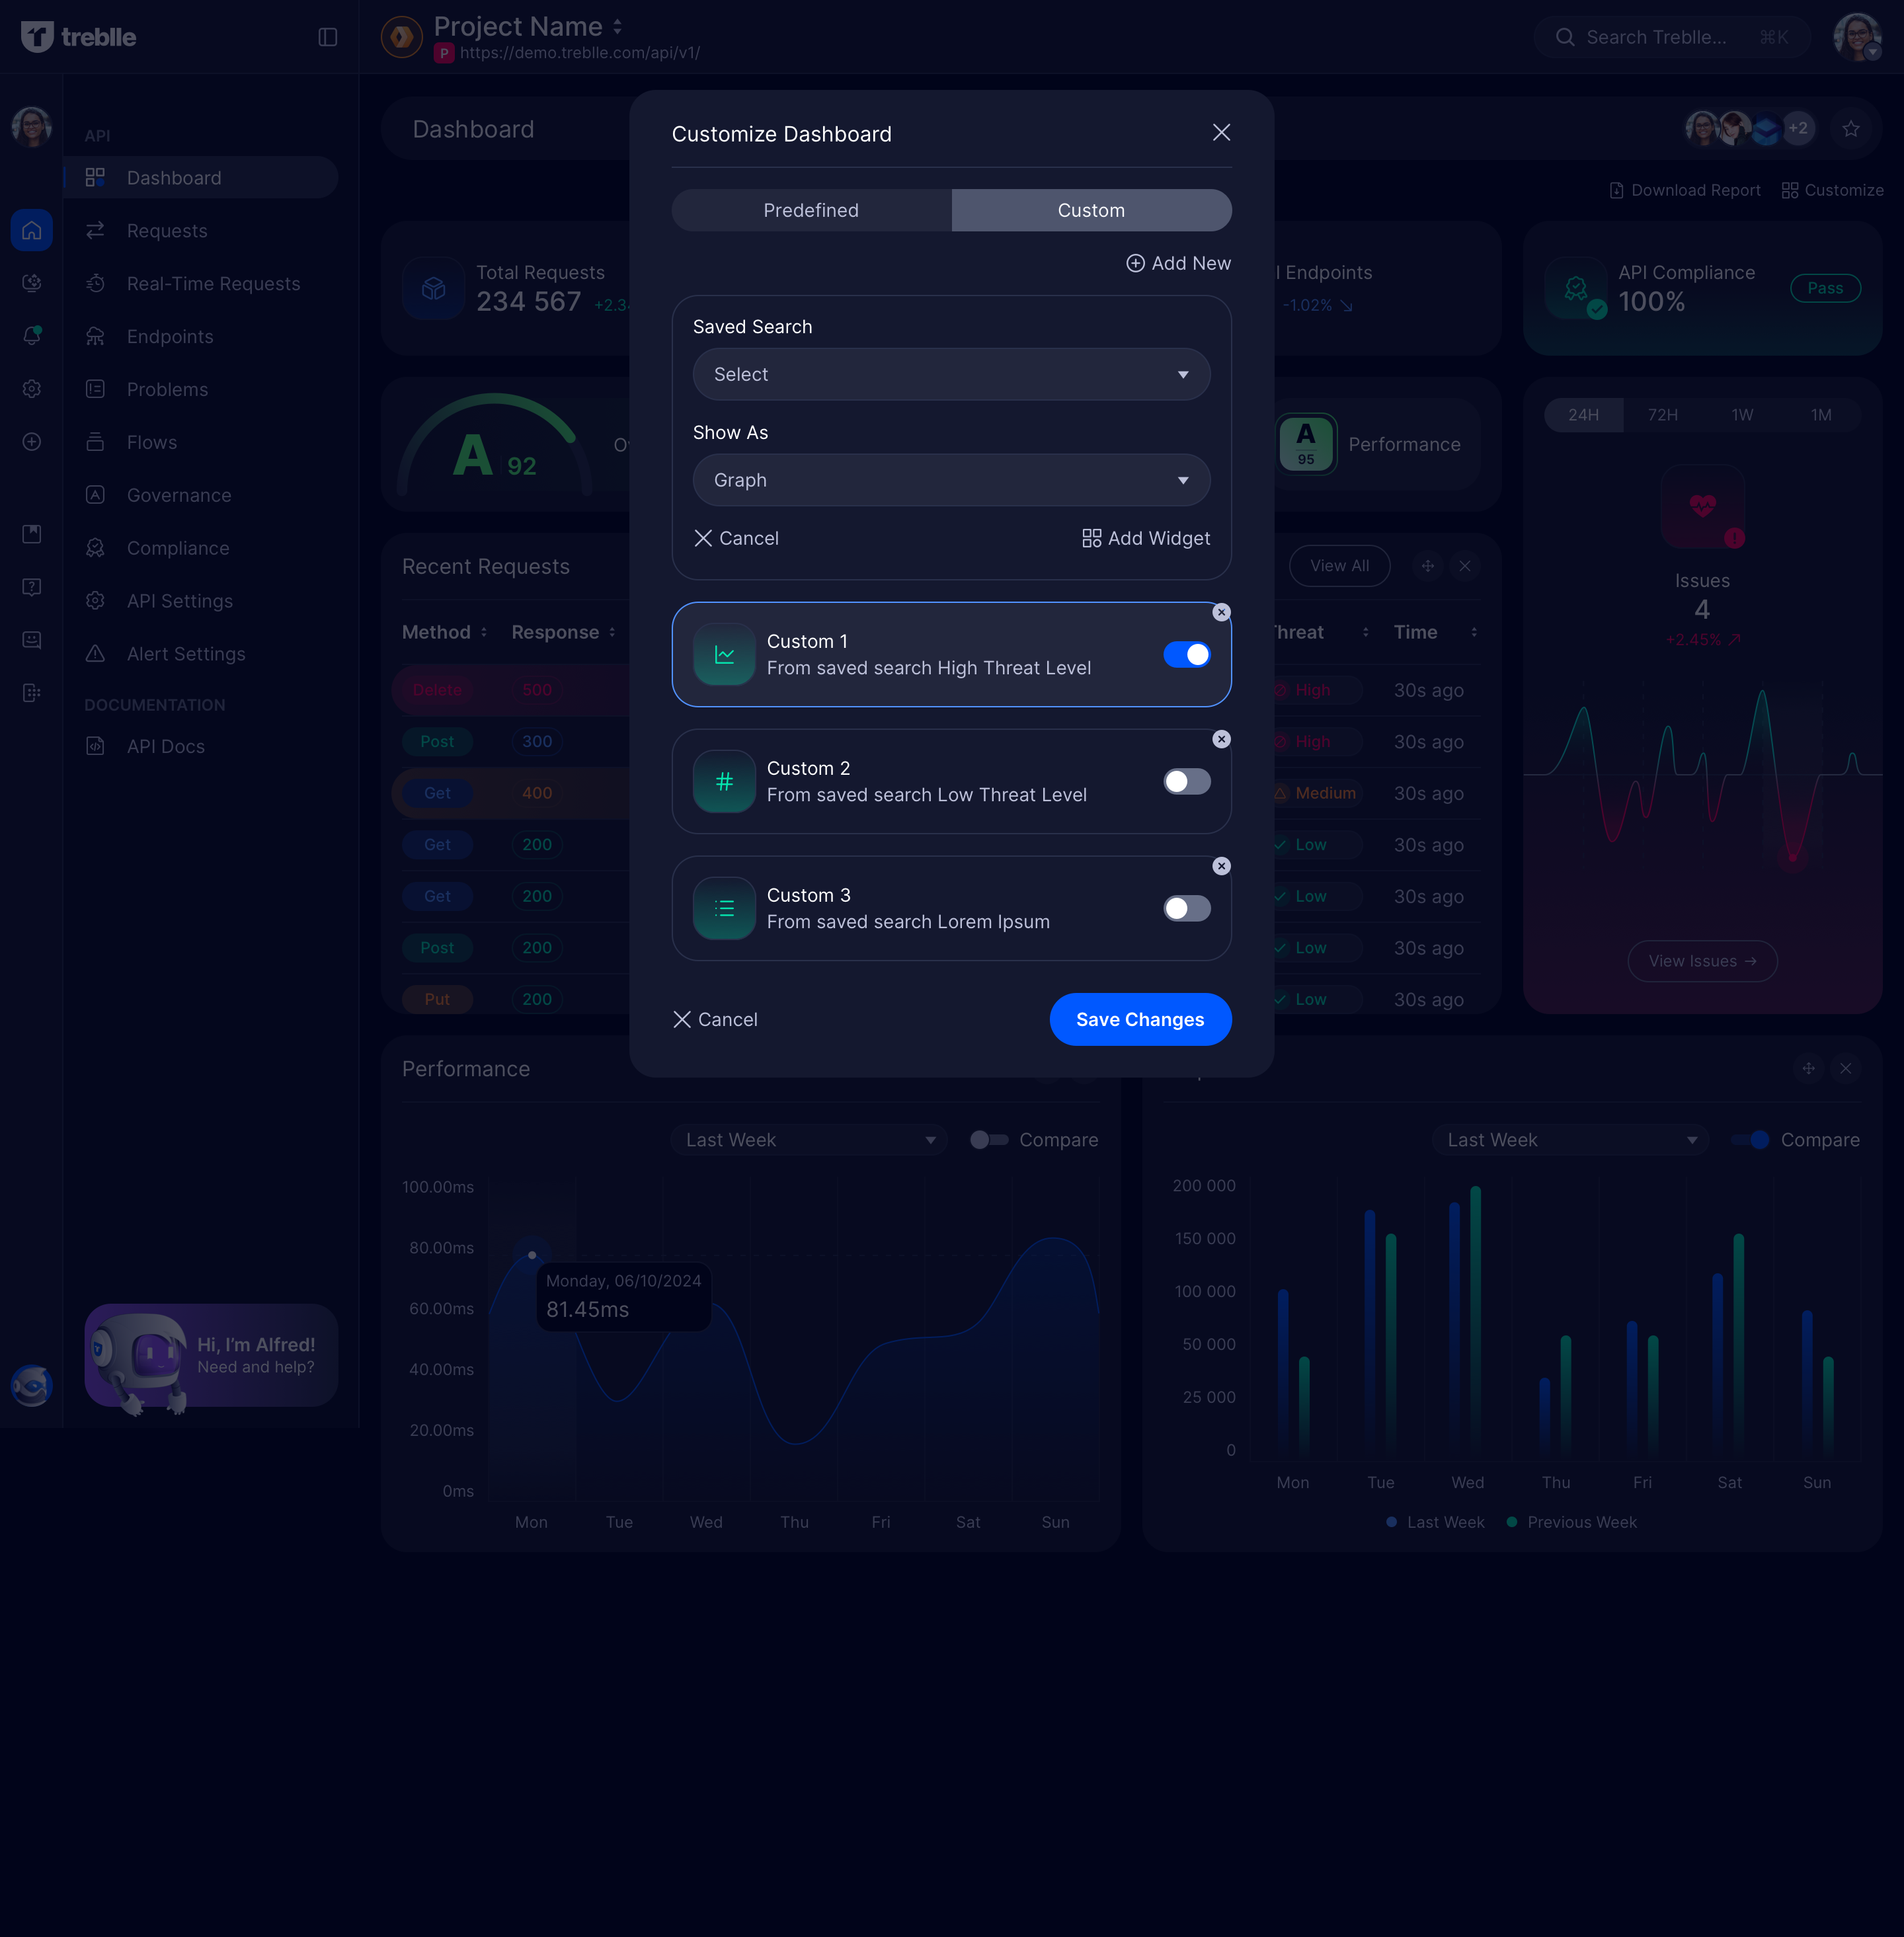 treblle
Project Name
P https://demo.treblle.com/api/v1/
Search Treblle... ⌘K
API
Dashboard
Requests
Real-Time Requests
Endpoints
Problems
Flows
Governance
Compliance
API Settings
Alert Settings
DOCUMENTATION
API Docs
Hi, I'm Alfred!
Need and help?
Dashboard
+2
Download Report
Customize
Total Requests
234 567
Endpoints
-1.02%
API Compliance
100%
Pass
A 92
A
95
Performance
24H 72H 1W 1M
Issues
4
+2.45%
View Issues →
Recent Requests
View All
Method Response
Time
Delete 500 High 30s ago
Post 300 High 30s ago
Get 400 Medium 30s ago
Get 200 Low 30s ago
Get 200 Low 30s ago
Post 200 Low 30s ago
Put 200 Low 30s ago
Customize Dashboard
Predefined
Custom
Add New
Saved Search
Select
Show As
Graph
Cancel
Add Widget
Custom 1
From saved search High Threat Level
Custom 2
From saved search Low Threat Level
Custom 3
From saved search Lorem Ipsum
Cancel
Save Changes
Performance
Last Week
Compare
100.00ms
80.00ms
60.00ms
40.00ms
20.00ms
0ms
Monday, 06/10/2024
81.45ms
Mon Tue Wed Thu Fri Sat Sun
Last Week
Compare
200 000
150 000
100 000
50 000
25 000
0
Mon Tue Wed Thu Fri Sat Sun
Last Week
Previous Week